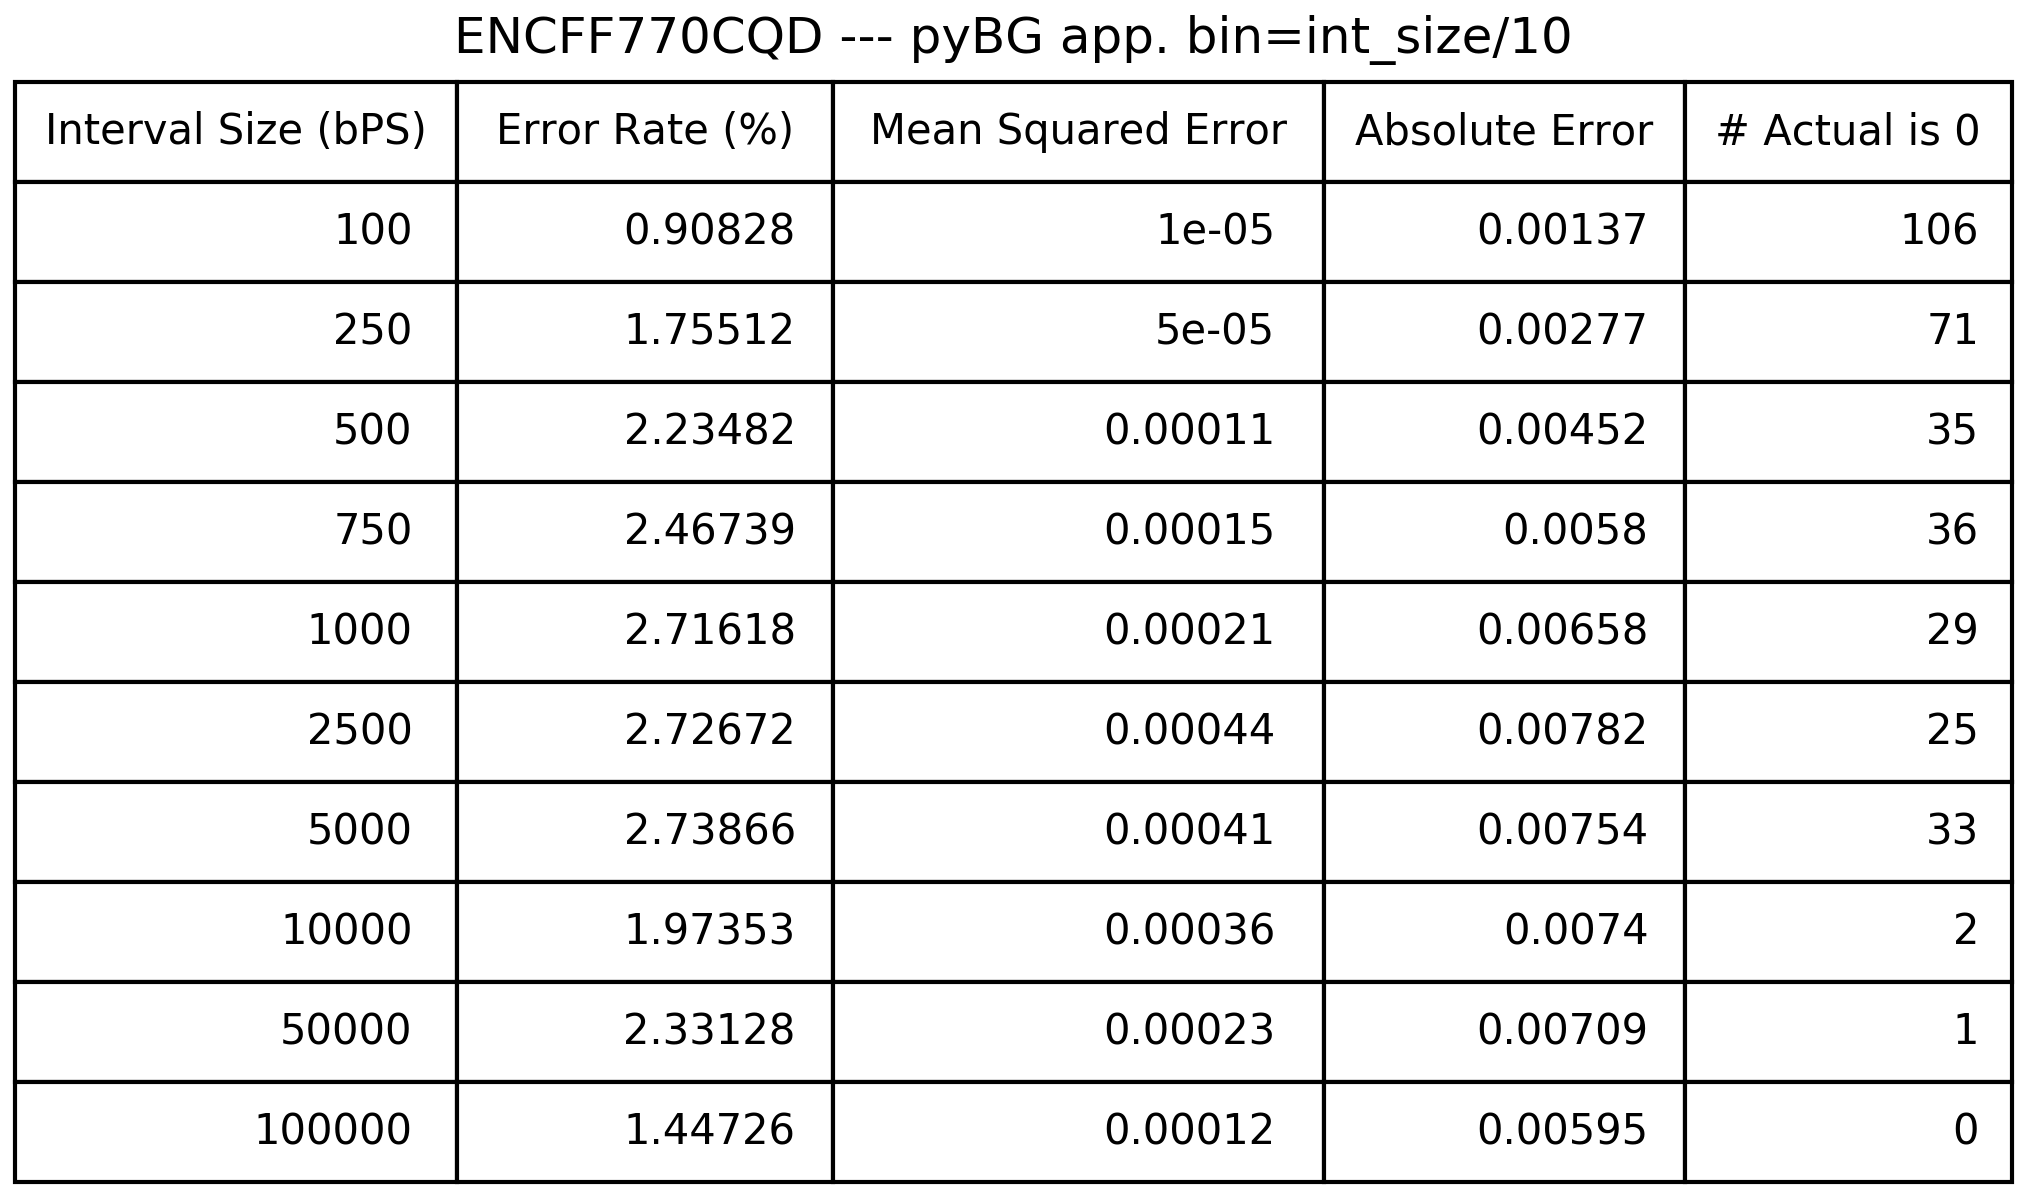 ENCFF770CQD --- pyBG app. bin=int_size/10
Interval Size (bPS) Error Rate (%) Mean Squared Error Absolute Error # Actual is 0
100 0.90828 1e-05 0.00137 106
250 1.75512 5e-05 0.00277 71
500 2.23482 0.00011 0.00452 35
750 2.46739 0.00015 0.0058 36
1000 2.71618 0.00021 0.00658 29
2500 2.72672 0.00044 0.00782 25
5000 2.73866 0.00041 0.00754 33
10000 1.97353 0.00036 0.0074 2
50000 2.33128 0.00023 0.00709 1
100000 1.44726 0.00012 0.00595 0